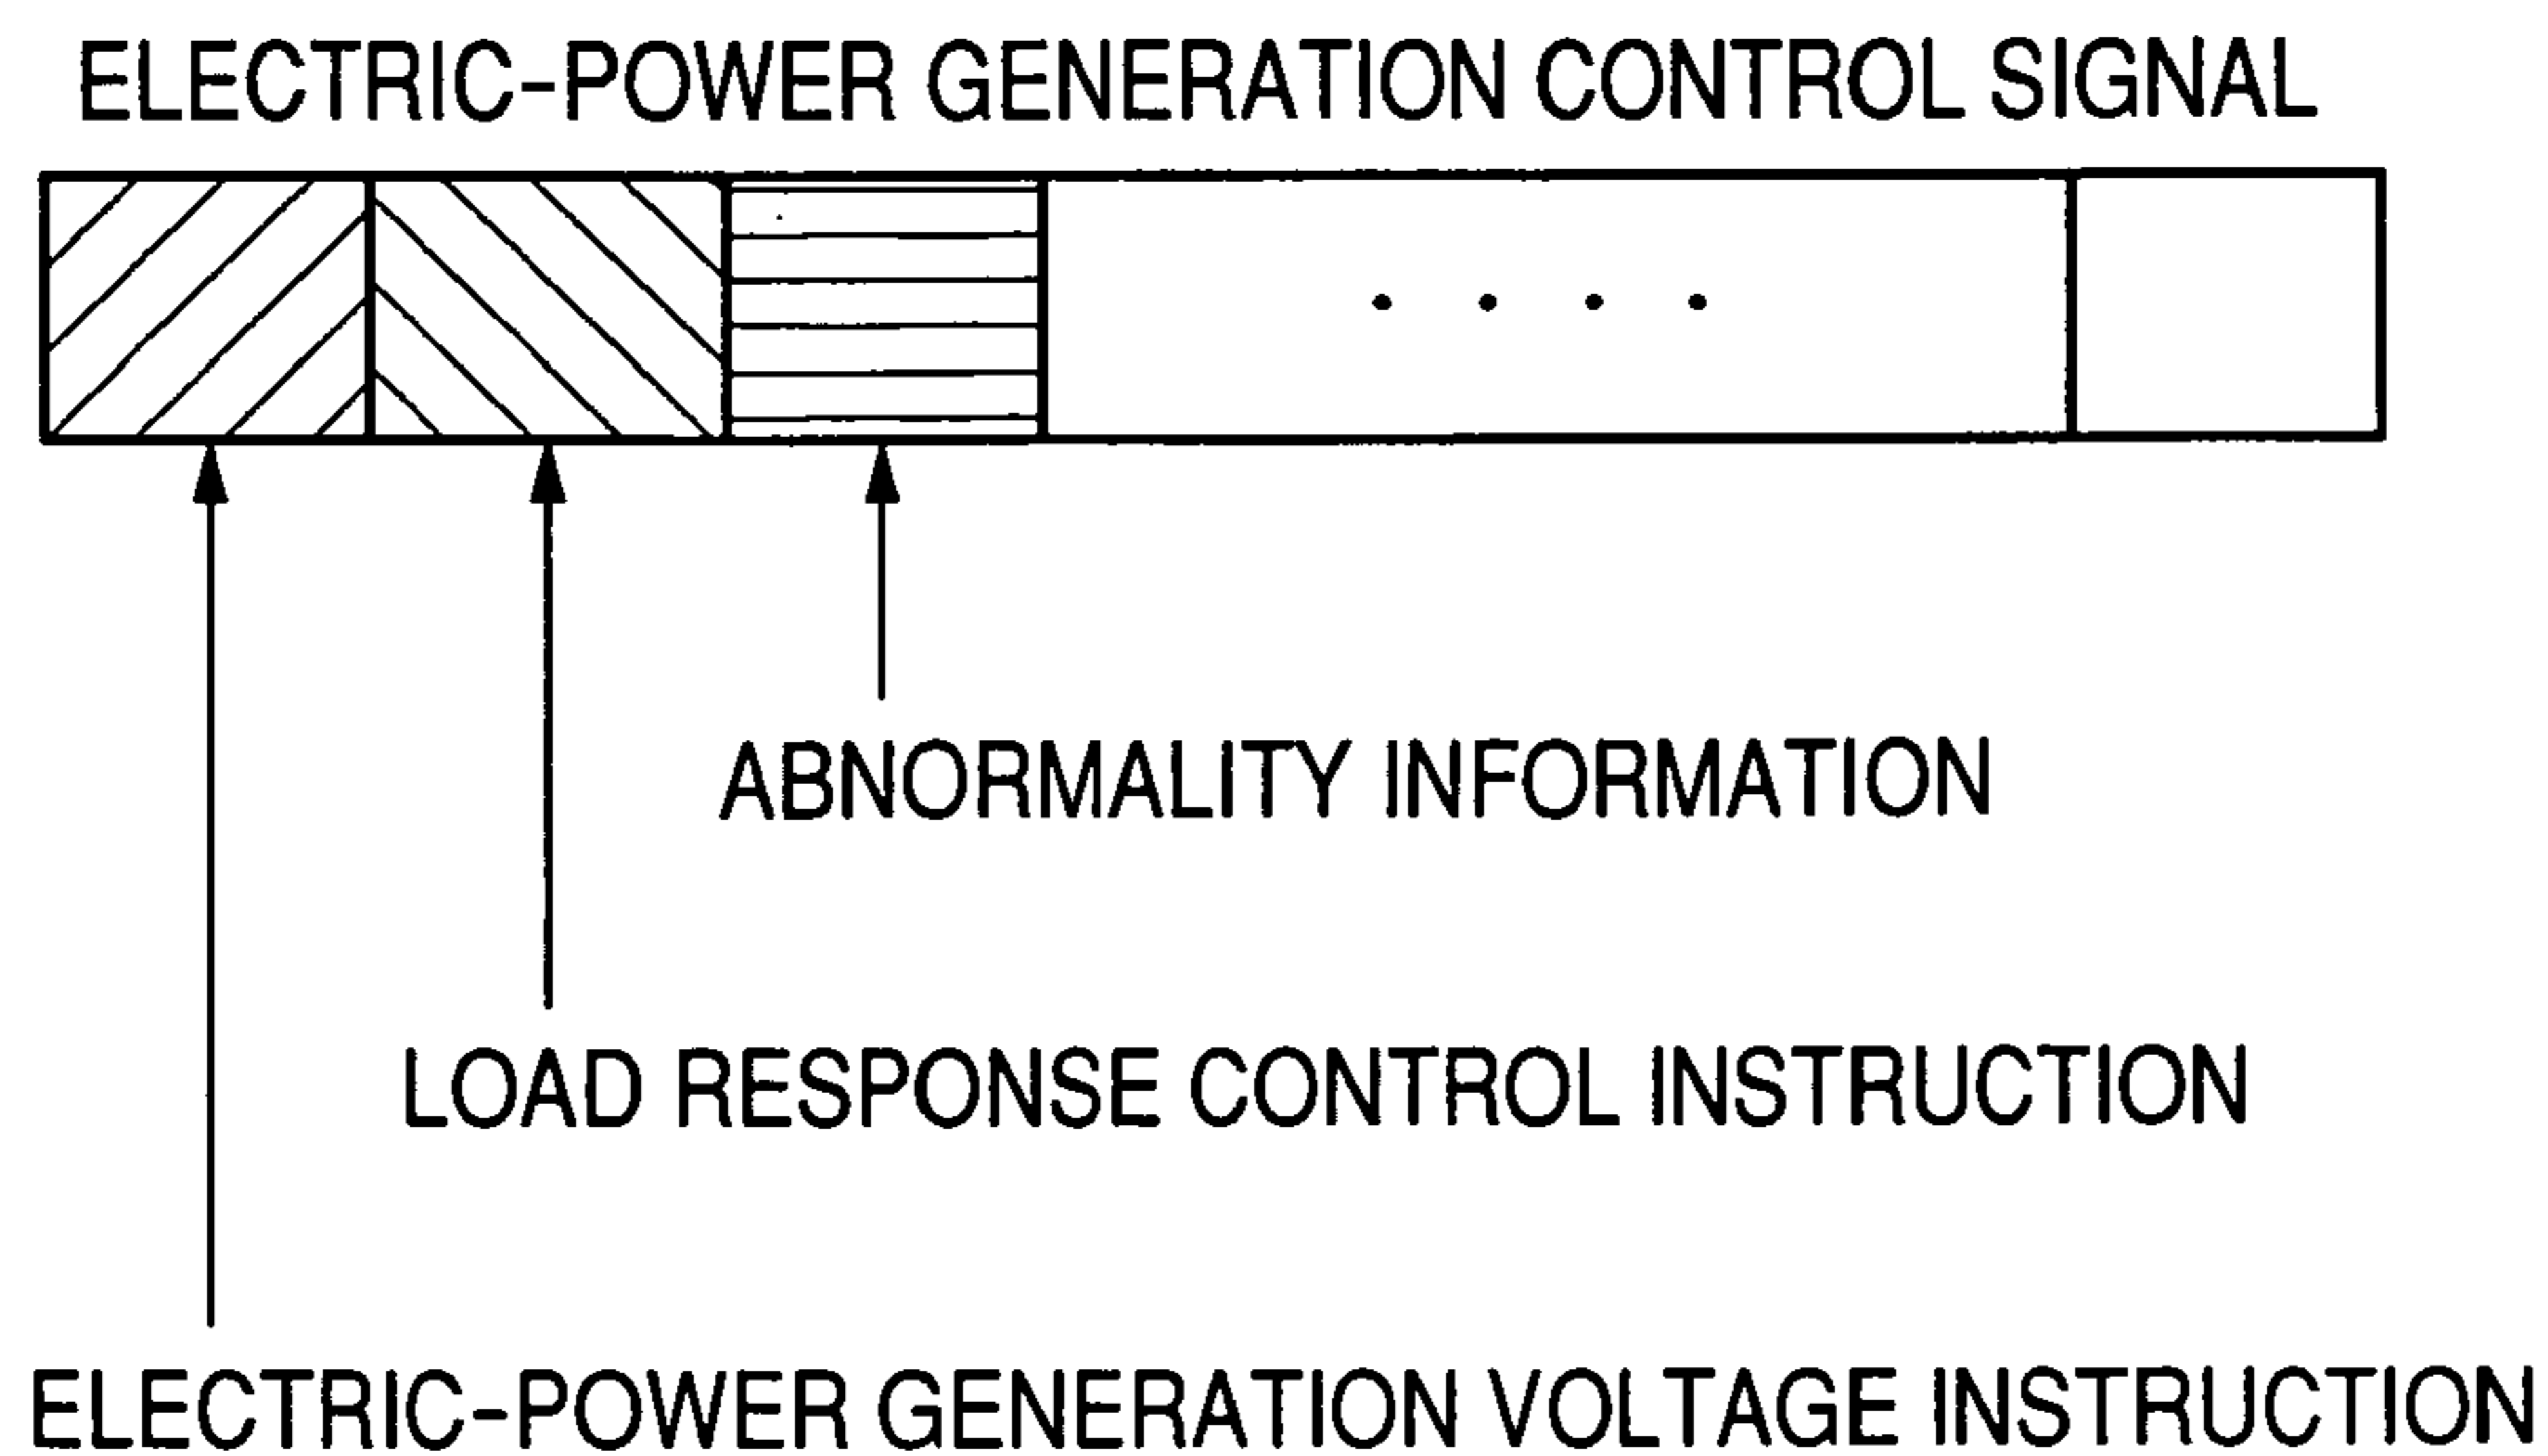 ELECTRIC-POWER GENERATION CONTROL SIGNAL
ABNORMALITY INFORMATION
LOAD RESPONSE CONTROL INSTRUCTION
ELECTRIC-POWER GENERATION VOLTAGE INSTRUCTION